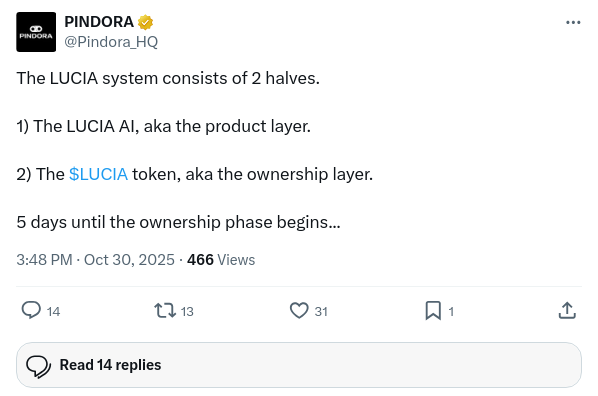 PINDORA
PINDORA
@Pindora_HQ
The LUCIA system consists of 2 halves.
1) The LUCIA AI, aka the product layer.
2) The $LUCIA token, aka the ownership layer.
5 days until the ownership phase begins...
3:48 PM · Oct 30, 2025 · 466 Views
14 13 31 1
Read 14 replies